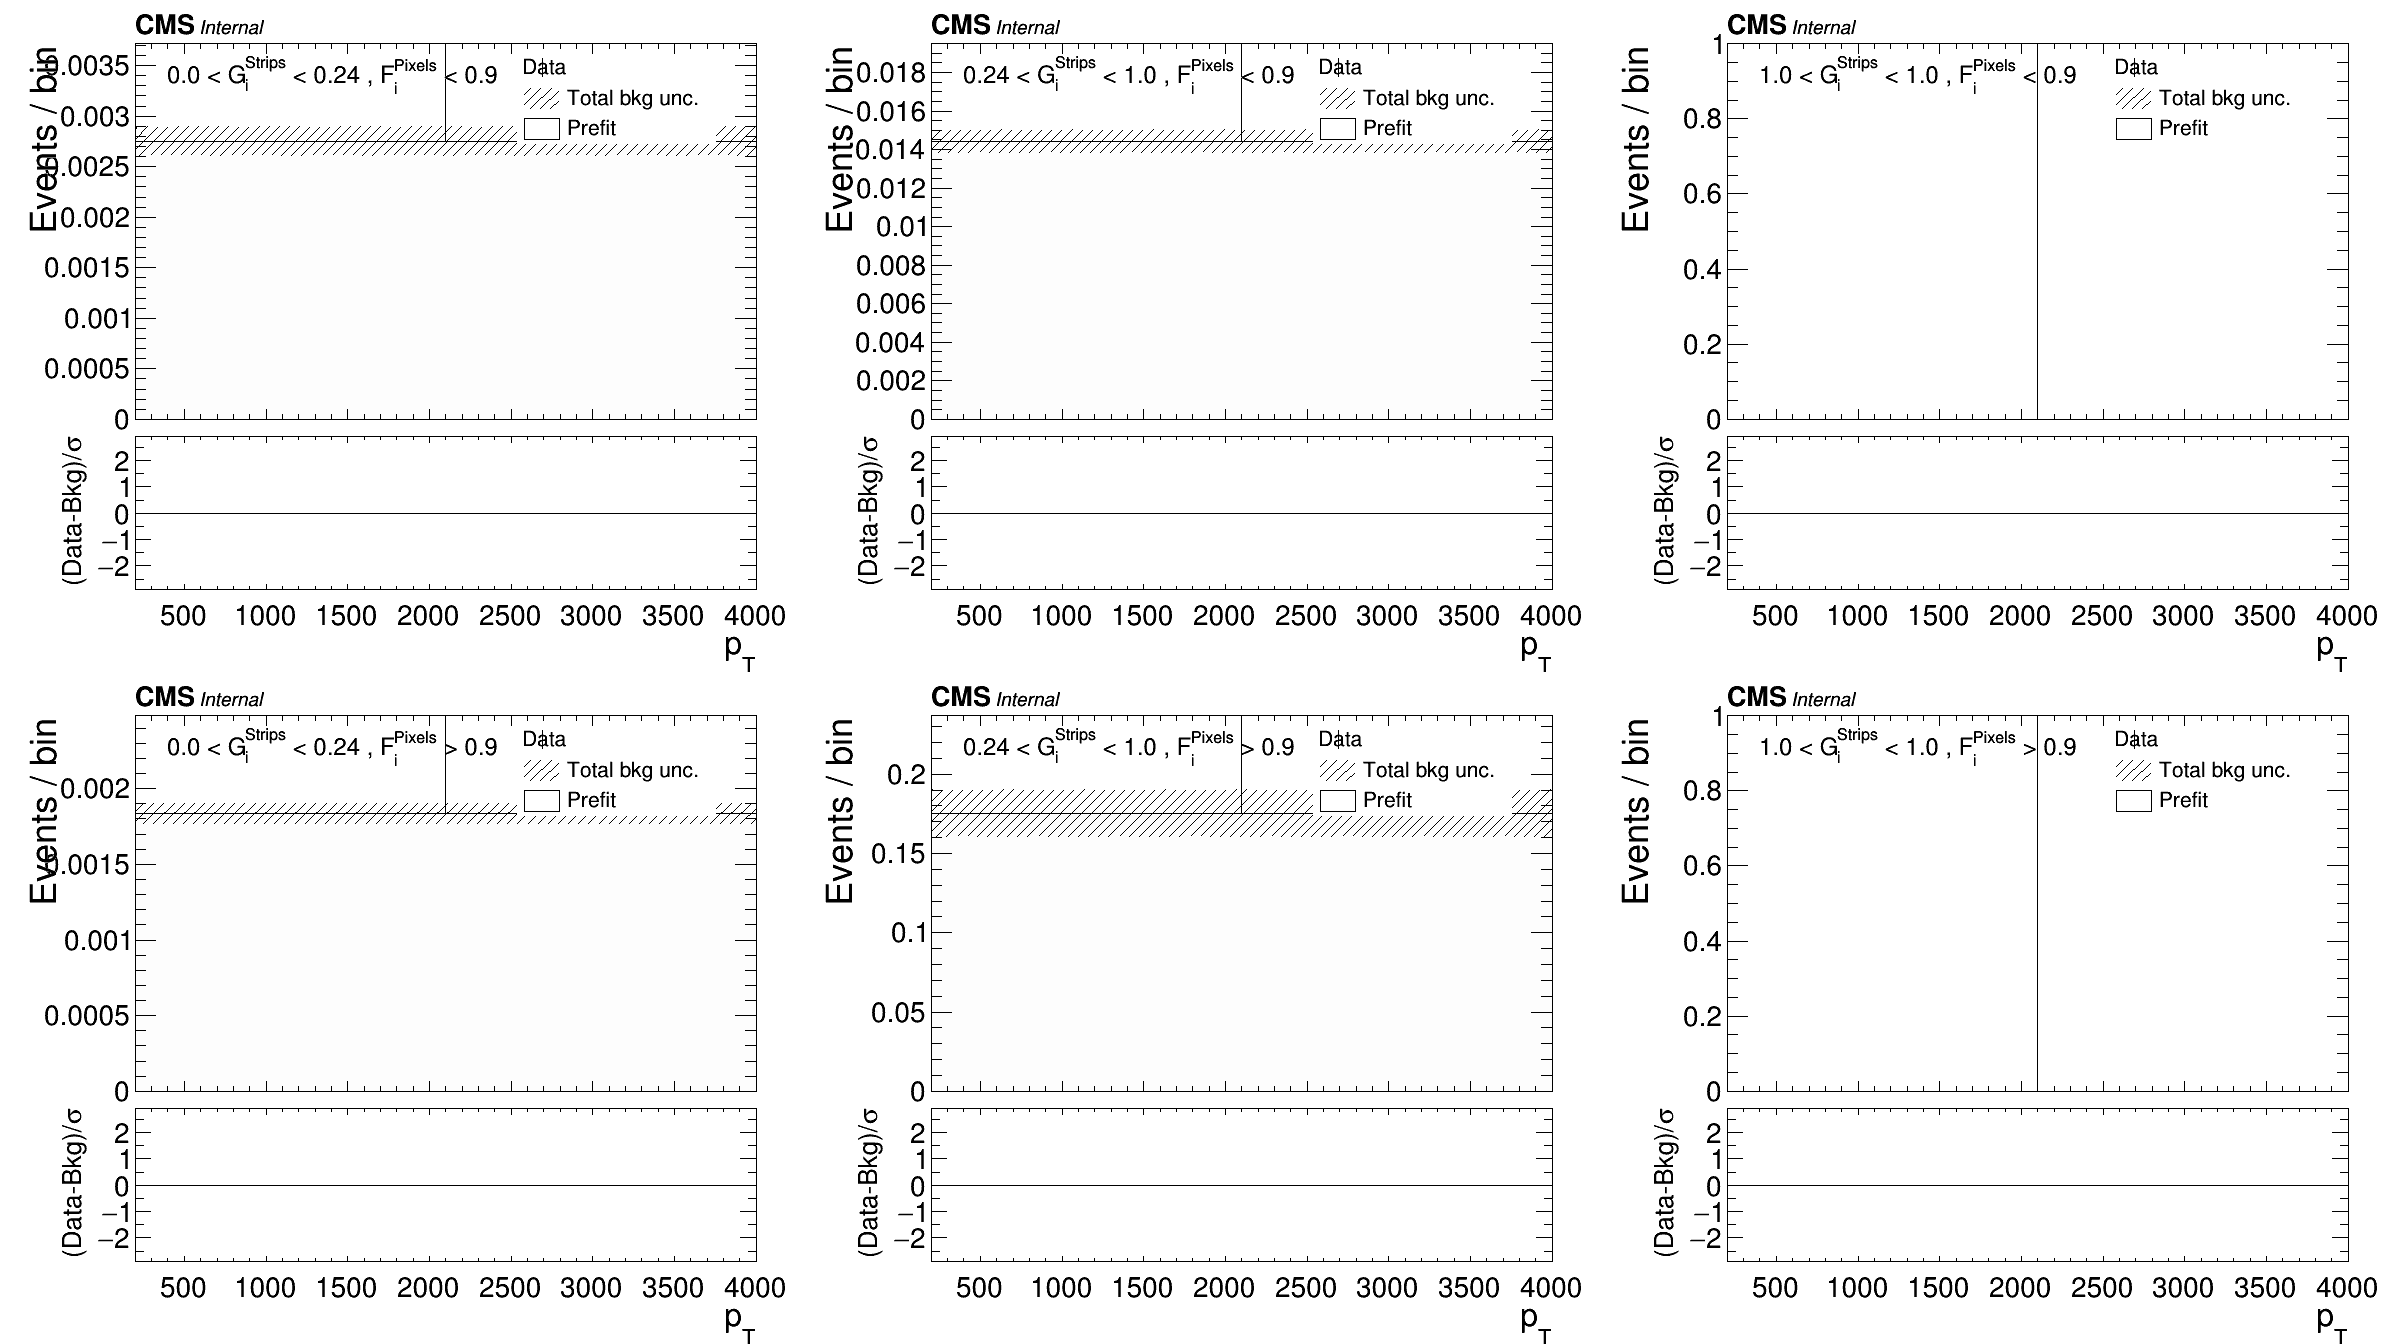 CMS Internal
Events / bin
0.0 < G_i^Strips < 0.24 , F_i^Pixels < 0.9
Data
Total bkg unc.
Prefit
0.0035
0.003
0.0025
0.002
0.0015
0.001
0.0005
0
(Data-Bkg)/σ
2
1
0
−1
−2
500 1000 1500 2000 2500 3000 3500 4000
p_T
CMS Internal
Events / bin
0.24 < G_i^Strips < 1.0 , F_i^Pixels < 0.9
Data
Total bkg unc.
Prefit
0.018
0.016
0.014
0.012
0.01
0.008
0.006
0.004
0.002
0
(Data-Bkg)/σ
2
1
0
−1
−2
500 1000 1500 2000 2500 3000 3500 4000
p_T
CMS Internal
Events / bin
1.0 < G_i^Strips < 1.0 , F_i^Pixels < 0.9
Data
Total bkg unc.
Prefit
1
0.8
0.6
0.4
0.2
0
(Data-Bkg)/σ
2
1
0
−1
−2
500 1000 1500 2000 2500 3000 3500 4000
p_T
CMS Internal
Events / bin
0.0 < G_i^Strips < 0.24 , F_i^Pixels > 0.9
Data
Total bkg unc.
Prefit
0.002
0.0015
0.001
0.0005
0
(Data-Bkg)/σ
2
1
0
−1
−2
500 1000 1500 2000 2500 3000 3500 4000
p_T
CMS Internal
Events / bin
0.24 < G_i^Strips < 1.0 , F_i^Pixels > 0.9
Data
Total bkg unc.
Prefit
0.2
0.15
0.1
0.05
0
(Data-Bkg)/σ
2
1
0
−1
−2
500 1000 1500 2000 2500 3000 3500 4000
p_T
CMS Internal
Events / bin
1.0 < G_i^Strips < 1.0 , F_i^Pixels > 0.9
Data
Total bkg unc.
Prefit
1
0.8
0.6
0.4
0.2
0
(Data-Bkg)/σ
2
1
0
−1
−2
500 1000 1500 2000 2500 3000 3500 4000
p_T